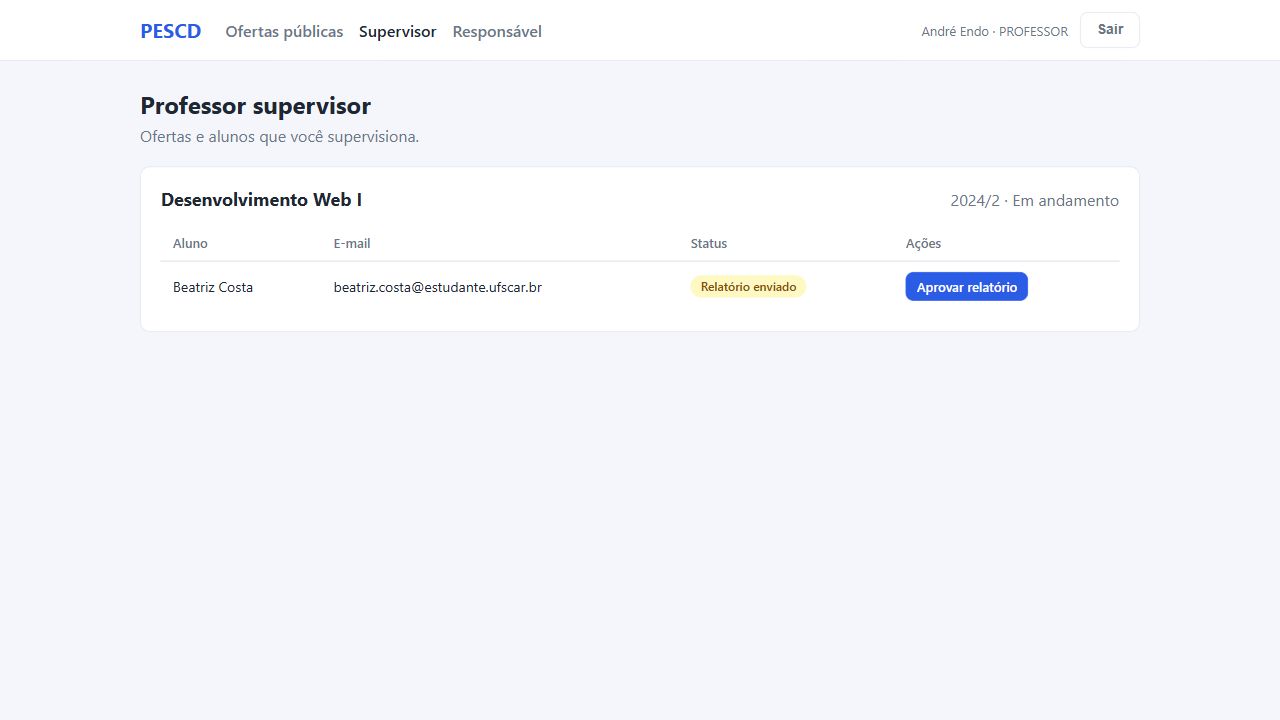 PESCD Ofertas públicas Supervisor Responsável André Endo · PROFESSOR Sair
Professor supervisor
Ofertas e alunos que você supervisiona.
Desenvolvimento Web I 2024/2 · Em andamento
Aluno E-mail Status Ações
Beatriz Costa beatriz.costa@estudante.ufscar.br Relatório enviado Aprovar relatório